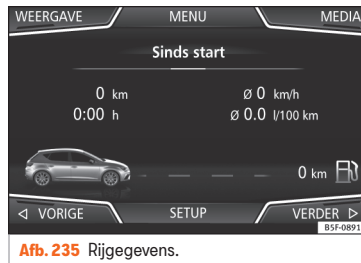 WEERGAVE MENU MEDIA
Sinds start
0 km ø 0 km/h
0:00 h ø 0.0 l/100 km
0 km
◁ VORIGE SETUP VERDER ▷
B5F-0891
Afb. 235 Rijgegevens.